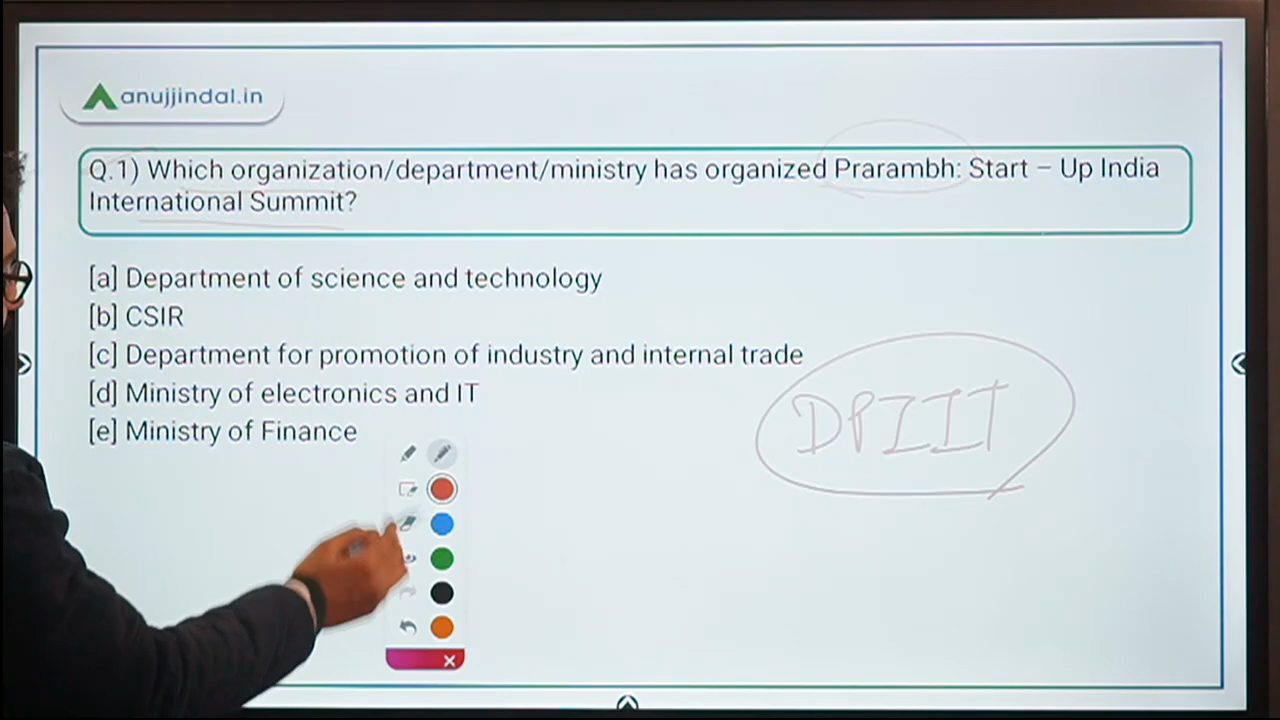 anujjindal.in
Q.1) Which organization/department/ministry has organized Prarambh: Start – Up India
International Summit?
[a] Department of science and technology
[b] CSIR
[c] Department for promotion of industry and internal trade
[d] Ministry of electronics and IT
[e] Ministry of Finance
DPIIT